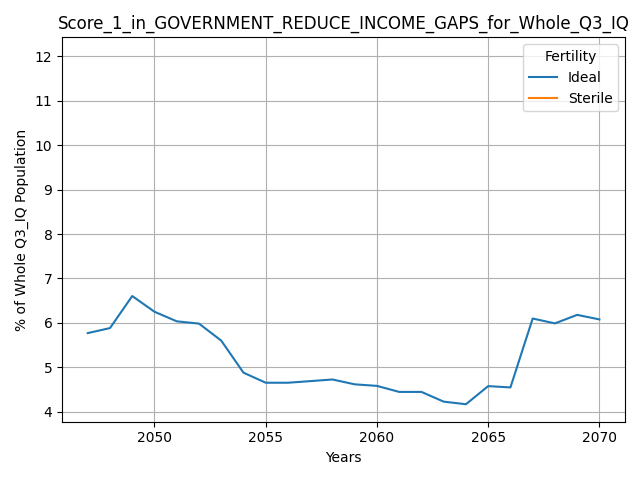 Score_1_in_GOVERNMENT_REDUCE_INCOME_GAPS_for_Whole_Q3_IQ
Fertility
Ideal
Sterile
% of Whole Q3_IQ Population
12
11
10
9
8
7
6
5
4
2050 2055 2060 2065 2070
Years